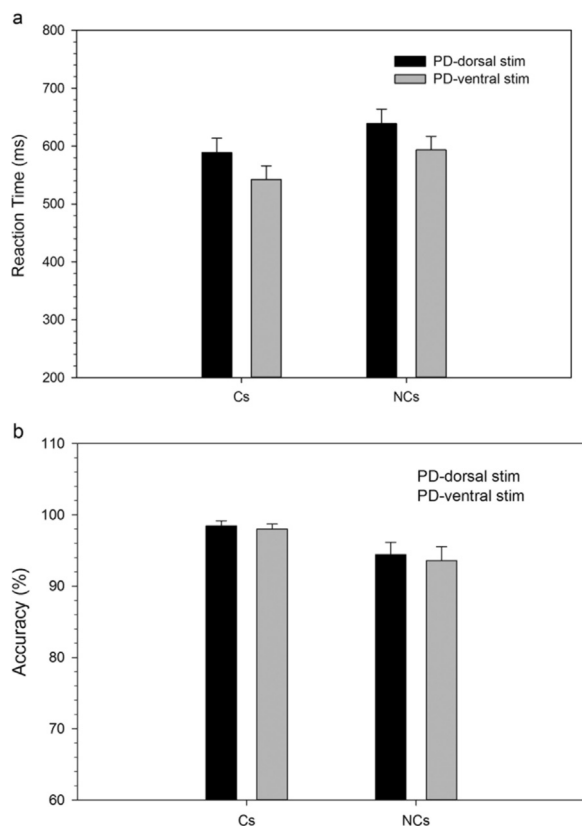 a
800
700
600
500
400
300
200
Reaction Time (ms)
PD-dorsal stim
PD-ventral stim
Cs
NCs
b
110
100
90
80
70
60
Accuracy (%)
PD-dorsal stim
PD-ventral stim
Cs
NCs